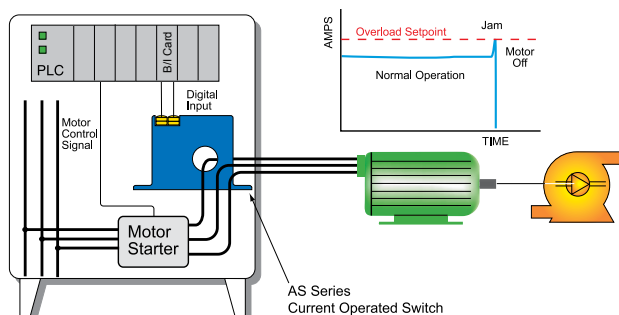 PLC
B/I Card
Digital
Input
Motor
Control
Signal
Motor
Starter
AS Series
Current Operated Switch
AMPS
Overload Setpoint
Jam
Motor
Off
Normal Operation
TIME